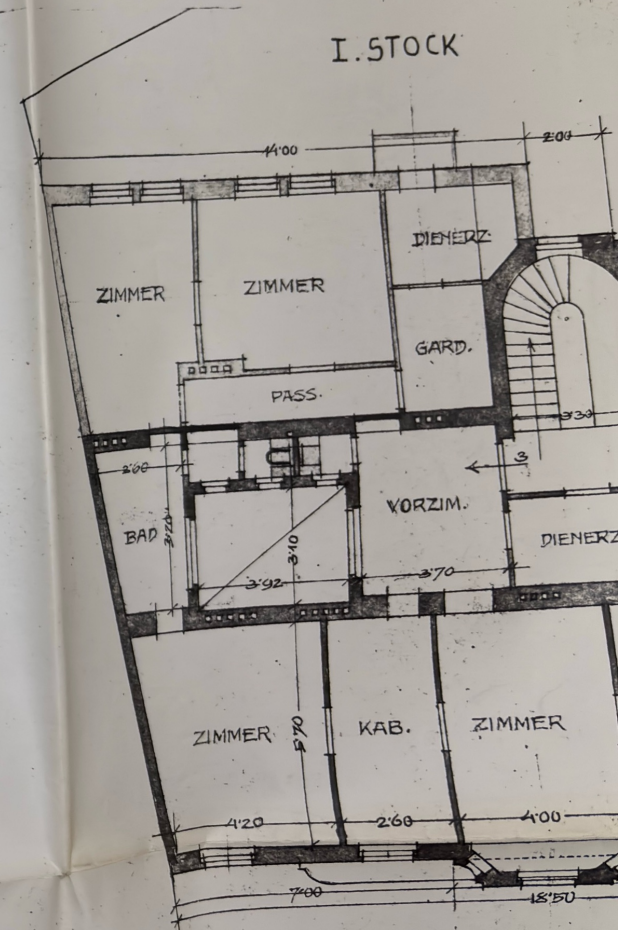 I. STOCK
14'00
2'00
DIENERZ.
ZIMMER
ZIMMER
GARD.
PASS.
3'30
2'60
3
VORZIM.
BAD
3'20
3'10
DIENERZ
3'92
3'70
ZIMMER
KAB.
ZIMMER
5'70
4'20
2'60
4'00
7'00
18'50